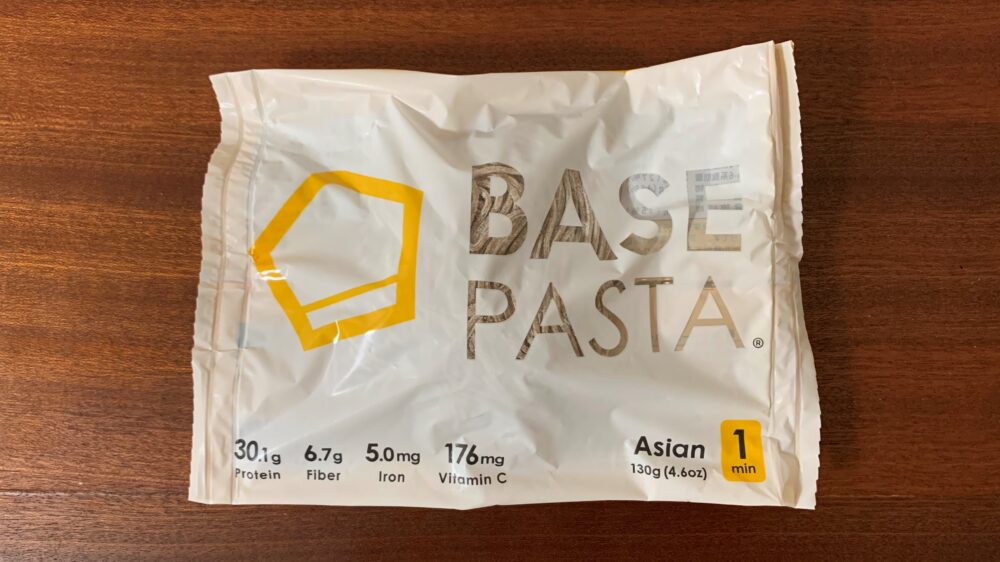 BASE
PASTA®
30.1g
Protein
6.7g
Fiber
5.0mg
Iron
176mg
Vitamin C
Asian
130g (4.6oz)
1
min